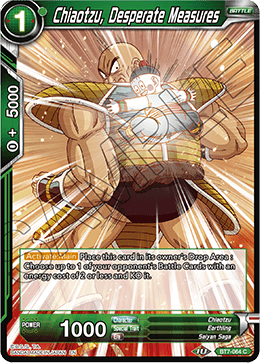 1
Chiaotzu, Desperate Measures
BATTLE
0 + 5000
Activate:Main Place this card in its owner's Drop Area :
Choose up to 1 of your opponent's Battle Cards with an
energy cost of 2 or less and KO it.
BT7-064 C
POWER 1000
Character Chiaotzu
Special Trait Earthling
Era Saiyan Saga